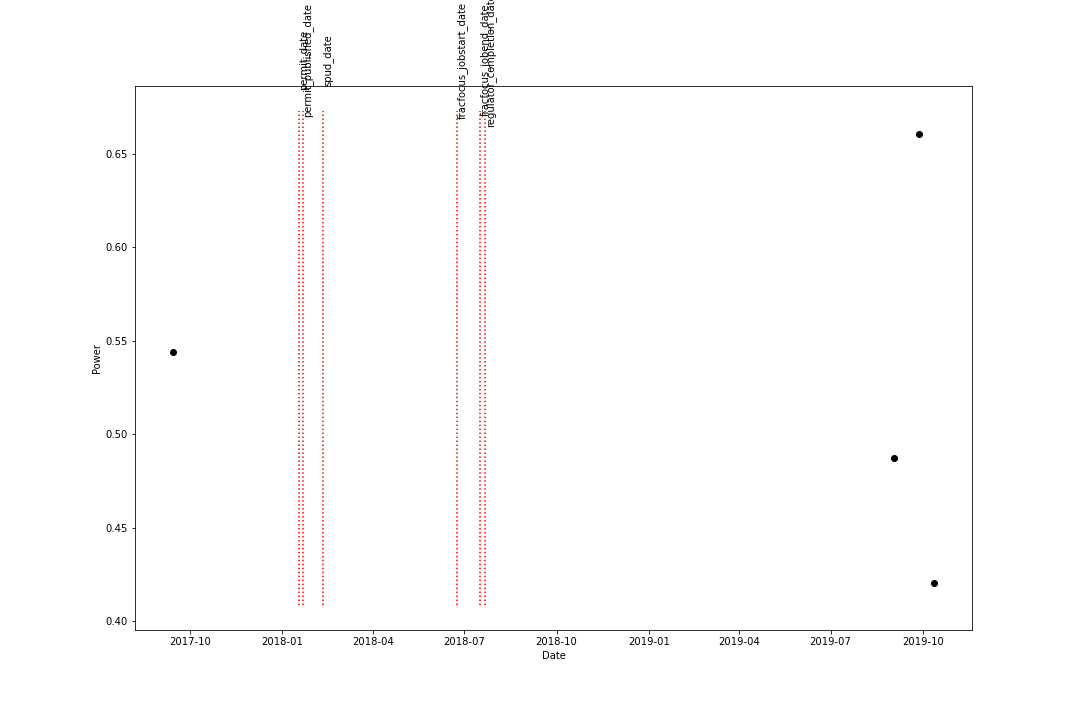 permit_date
permit_published_date
spud_date
fracfocus_jobstart_date
fracfocus_jobend_date
regulator_completion_date
0.65
0.60
0.55
0.50
0.45
0.40
Power
2017-10
2018-01
2018-04
2018-07
2018-10
2019-01
2019-04
2019-07
2019-10
Date